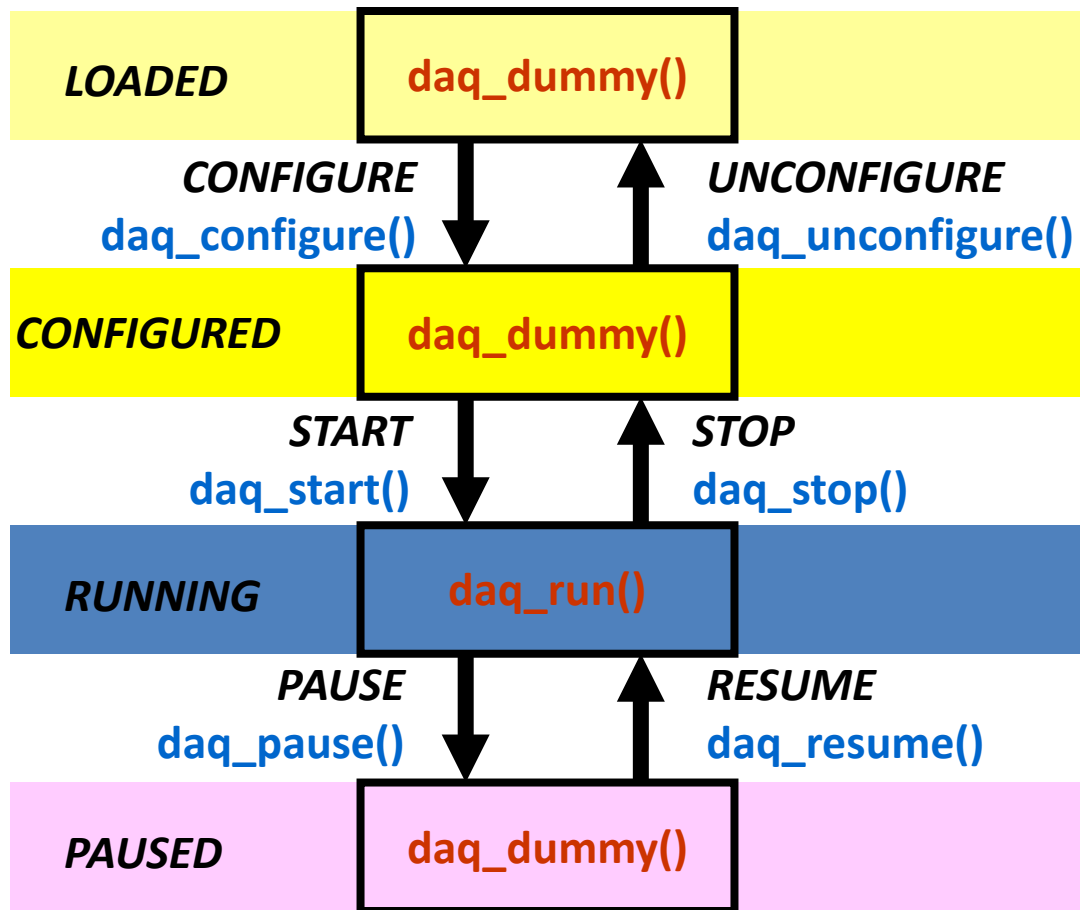 LOADED
daq_dummy()
CONFIGURE
daq_configure()
UNCONFIGURE
daq_unconfigure()
CONFIGURED
daq_dummy()
START
daq_start()
STOP
daq_stop()
RUNNING
daq_run()
PAUSE
daq_pause()
RESUME
daq_resume()
PAUSED
daq_dummy()